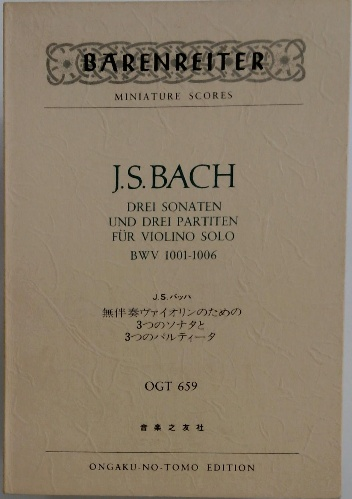 BÄRENREITER
MINIATURE SCORES
J.S. BACH
DREI SONATEN
UND DREI PARTITEN
FÜR VIOLINO SOLO
BWV 1001-1006
J.S.バッハ
無伴奏ヴァイオリンのための
3つのソナタと
3つのパルティータ
OGT 659
音楽之友社
ONGAKU-NO-TOMO EDITION